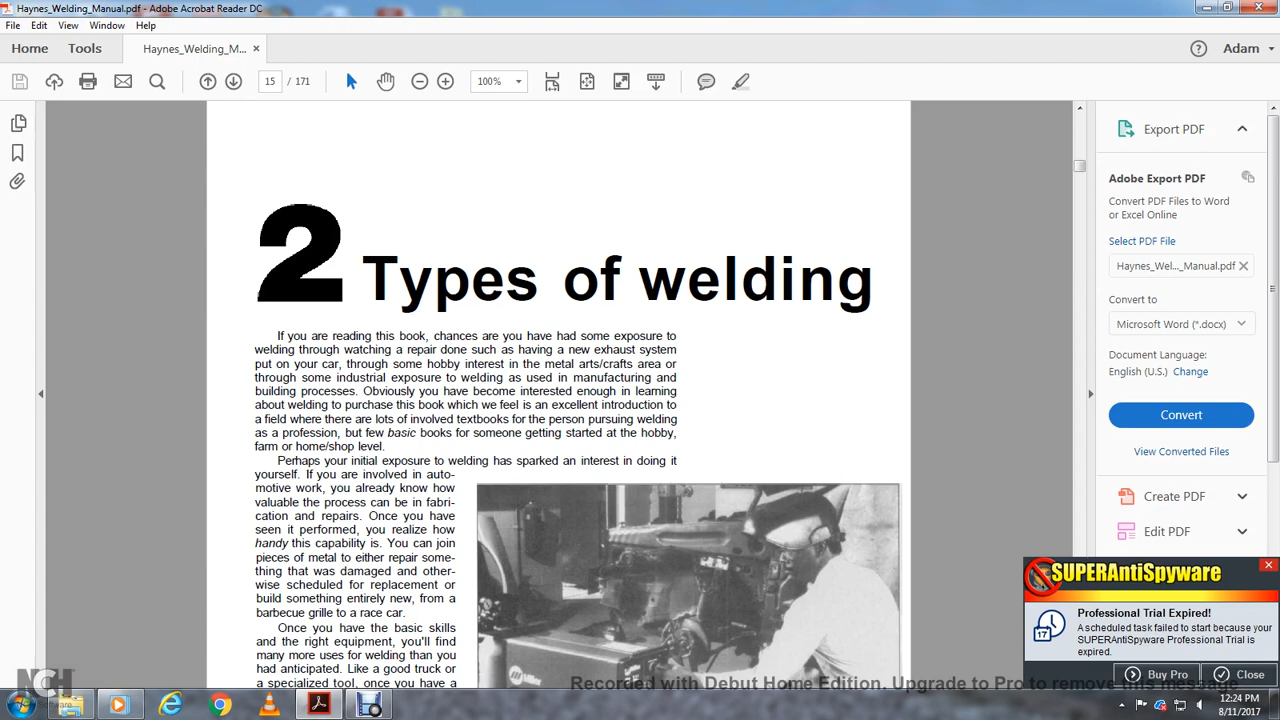 Haynes_Welding_Manual.pdf - Adobe Acrobat Reader DC
File Edit View Window Help
Home Tools Haynes_Welding_M... × Adam
15 / 171 100%
2 Types of welding
If you are reading this book, chances are you have had some exposure to
welding through watching a repair done such as having a new exhaust system
put on your car, through some hobby interest in the metal arts/crafts area or
through some industrial exposure to welding as used in manufacturing and
building processes. Obviously you have become interested enough in learning
about welding to purchase this book which we feel is an excellent introduction to
a field where there are lots of involved textbooks for the person pursuing welding
as a profession, but few basic books for someone getting started at the hobby,
farm or home/shop level.
Perhaps your initial exposure to welding has sparked an interest in doing it
yourself. If you are involved in auto-
motive work, you already know how
valuable the process can be in fabri-
cation and repairs. Once you have
seen it performed, you realize how
handy this capability is. You can join
pieces of metal to either repair some-
thing that was damaged and other-
wise scheduled for replacement or
build something entirely new, from a
barbecue grille to a race car.
Once you have the basic skills
and the right equipment, you'll find
many more uses for welding than you
had anticipated. Like a good truck or
a specialized tool, once you have a
Export PDF
Adobe Export PDF
Convert PDF Files to Word
or Excel Online
Select PDF File
Haynes_Wel..._Manual.pdf ×
Convert to
Microsoft Word (*.docx)
Document Language:
English (U.S.) Change
Convert
View Converted Files
Create PDF
Edit PDF
SUPERAntiSpyware
Professional Trial Expired!
A scheduled task failed to start because your
SUPERAntiSpyware Professional Trial is
expired.
17
Buy Pro Close
NCH
Software
Recorded with Debut Home Edition. Upgrade to Pro to remove this message
12:24 PM
8/11/2017